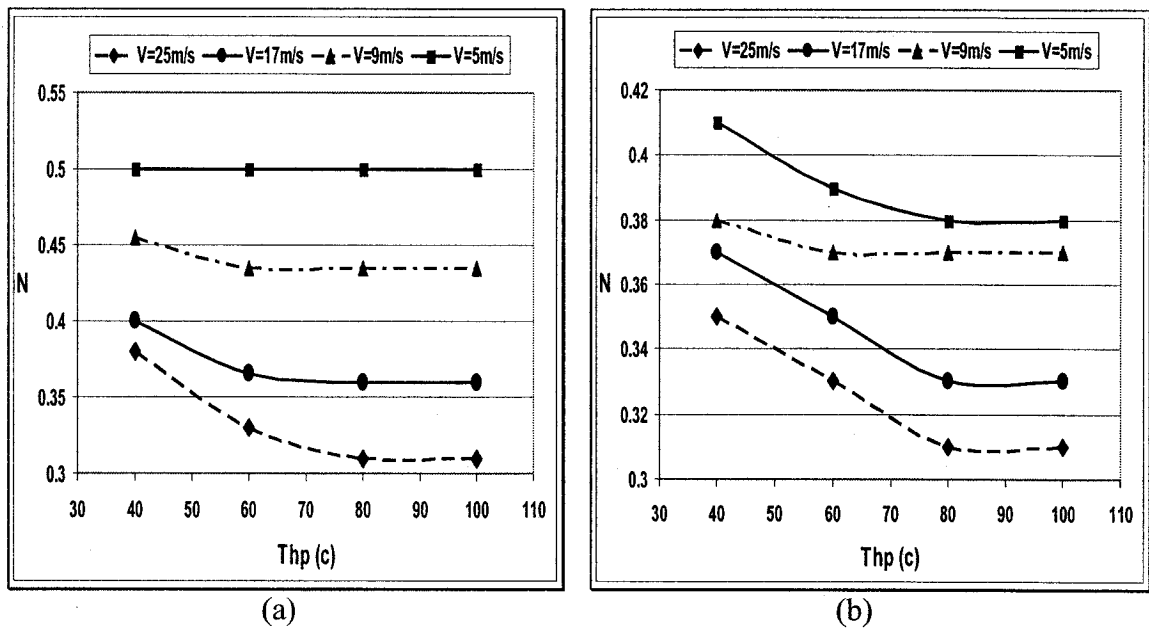 V=25m/s V=17m/s V=9m/s V=5m/s
0.55
0.5
0.45
0.4
0.35
0.3
N
30 40 50 60 70 80 90 100 110
Thp (c)
(a)
V=25m/s V=17m/s V=9m/s V=5m/s
0.42
0.4
0.38
0.36
0.34
0.32
0.3
N
30 40 50 60 70 80 90 100 110
Thp (c)
(b)